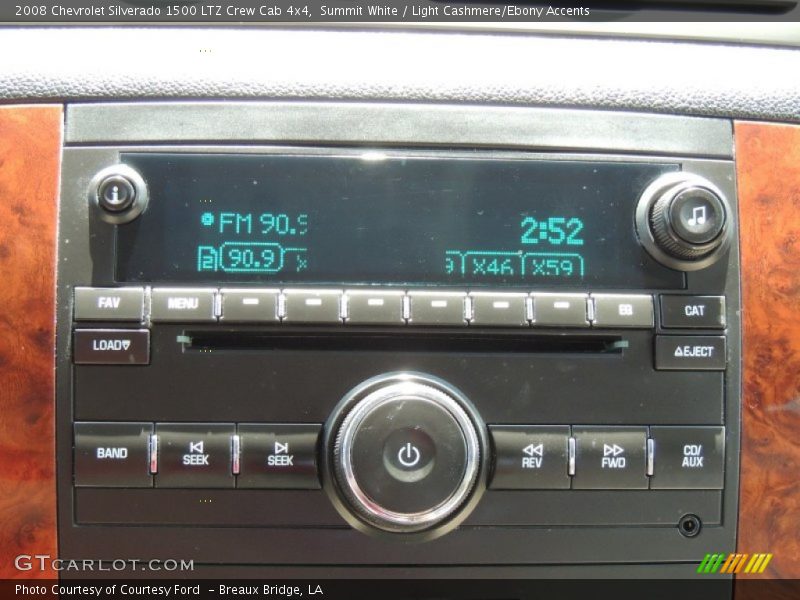 2008 Chevrolet Silverado 1500 LTZ Crew Cab 4x4, Summit White / Light Cashmere/Ebony Accents
i
FM 90.9
2:52
2 90.9
X46 X59
FAV MENU CAT
LOAD EJECT
BAND SEEK SEEK REV FWD CD/AUX
GTCARLOT.COM
Photo Courtesy of Courtesy Ford - Breaux Bridge, LA